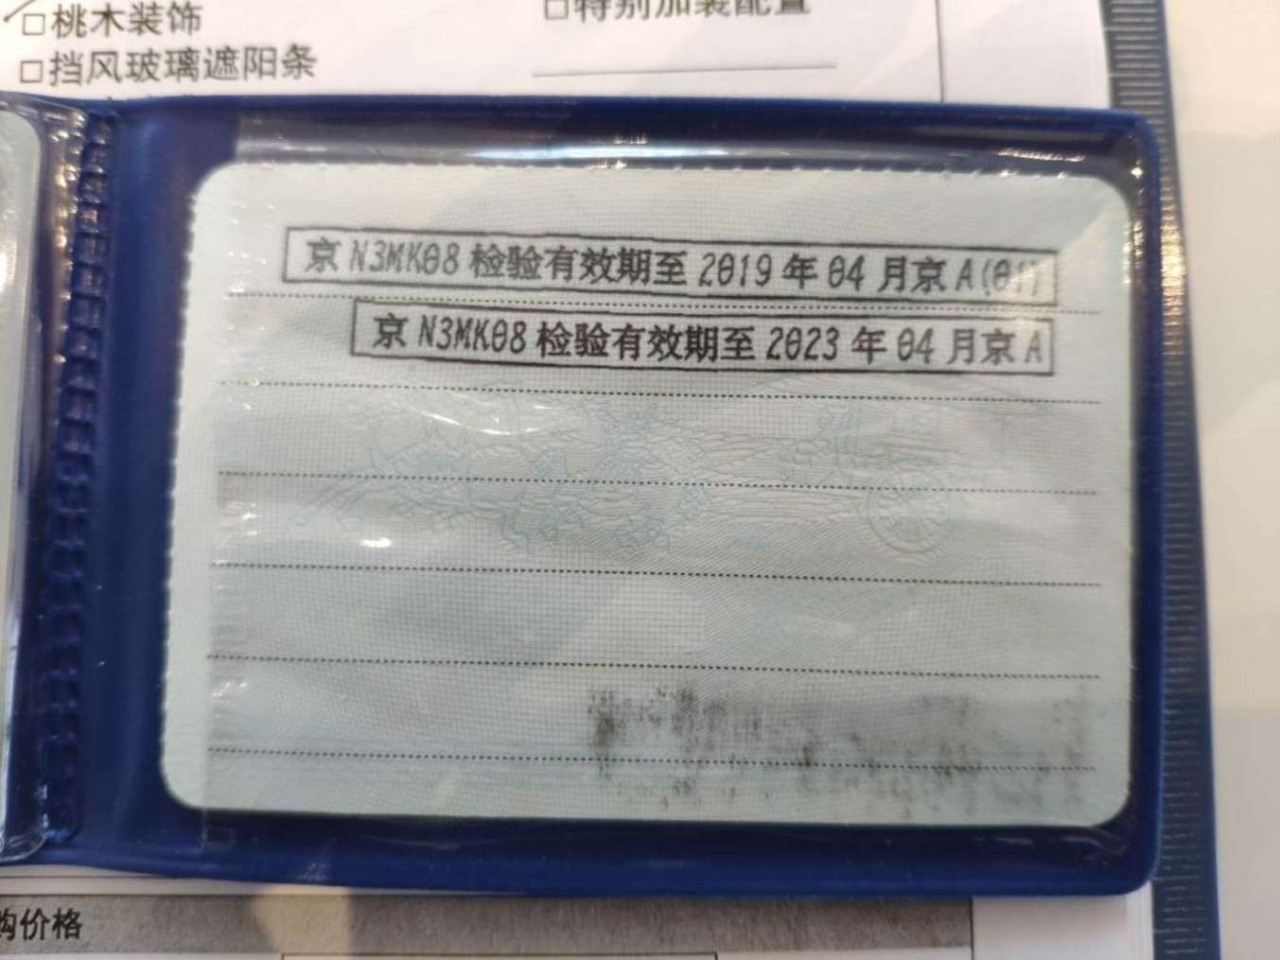 □桃木装饰
□特别加装配置
□挡风玻璃遮阳条
京 N3MK08 检验有效期至 2019 年 04 月京 A(01)
京 N3MK08 检验有效期至 2023 年 04 月京 A
购价格